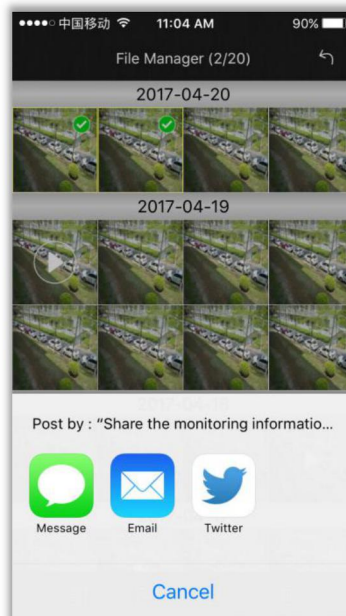 中国移动 11:04 AM 90%
File Manager (2/20)
2017-04-20
2017-04-19
Post by : “Share the monitoring informatio...
Message Email Twitter
Cancel